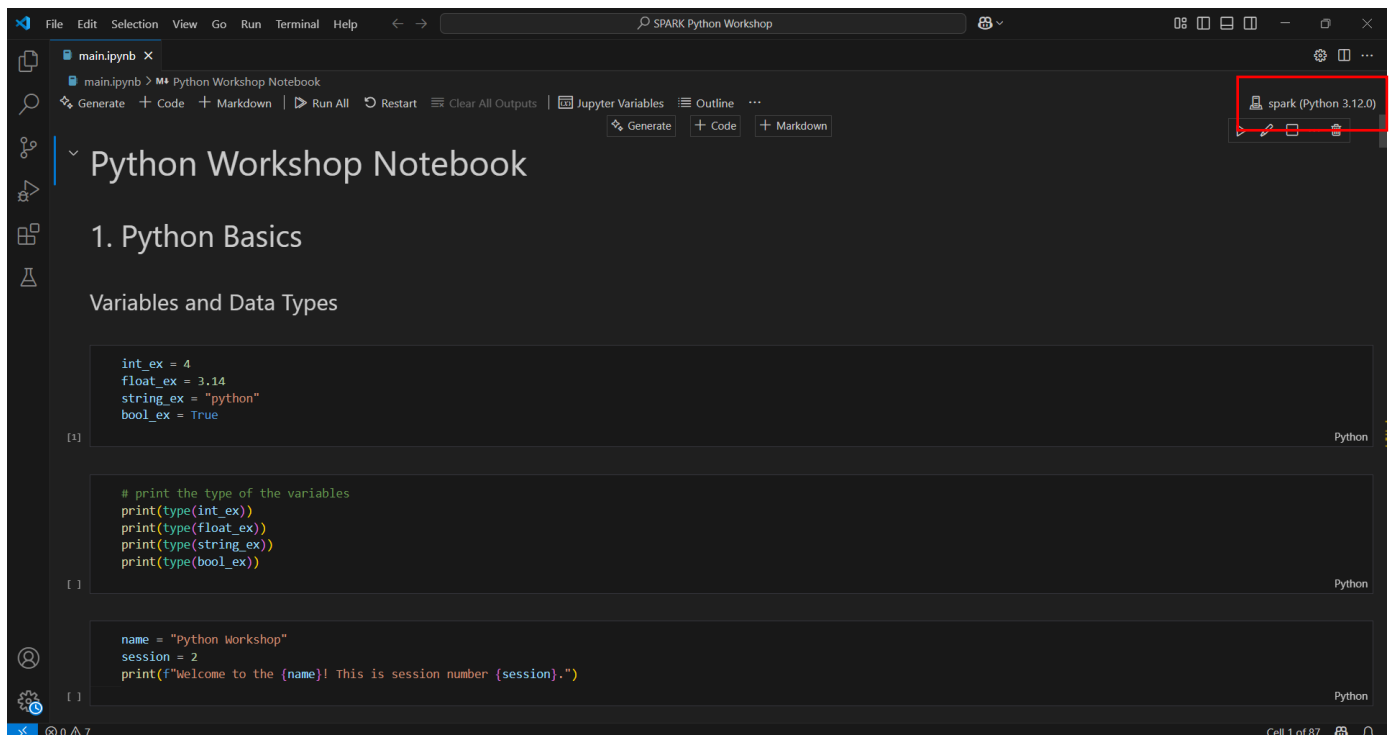 File Edit Selection View Go Run Terminal Help SPARK Python Workshop
main.ipynb
main.ipynb > M↓ Python Workshop Notebook
Generate + Code + Markdown | Run All Restart Clear All Outputs | Jupyter Variables Outline ... spark (Python 3.12.0)
Generate + Code + Markdown
Python Workshop Notebook
1. Python Basics
Variables and Data Types
int_ex = 4
float_ex = 3.14
string_ex = "python"
bool_ex = True
[1] Python
# print the type of the variables
print(type(int_ex))
print(type(float_ex))
print(type(string_ex))
print(type(bool_ex))
[ ] Python
name = "Python Workshop"
session = 2
print(f"Welcome to the {name}! This is session number {session}.")
[ ] Python
0 7 Cell 1 of 87